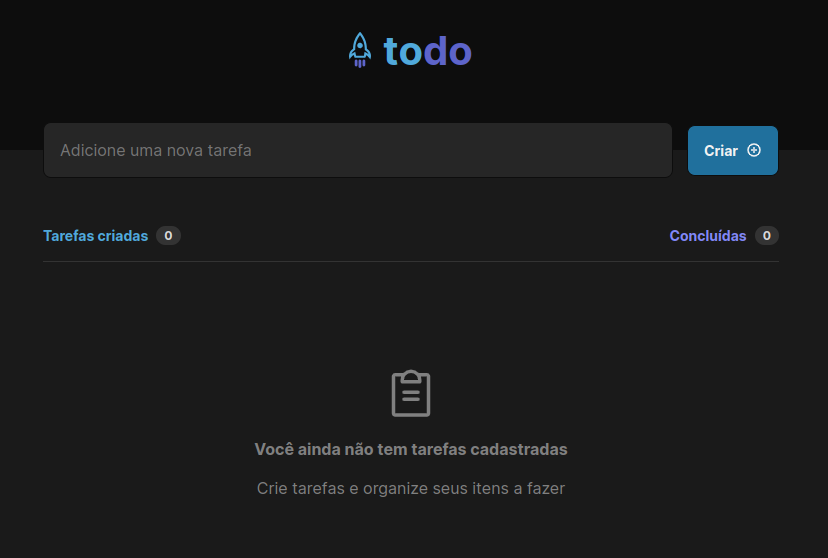 todo
Adicione uma nova tarefa
Criar
Tarefas criadas 0
Concluídas 0
Você ainda não tem tarefas cadastradas
Crie tarefas e organize seus itens a fazer